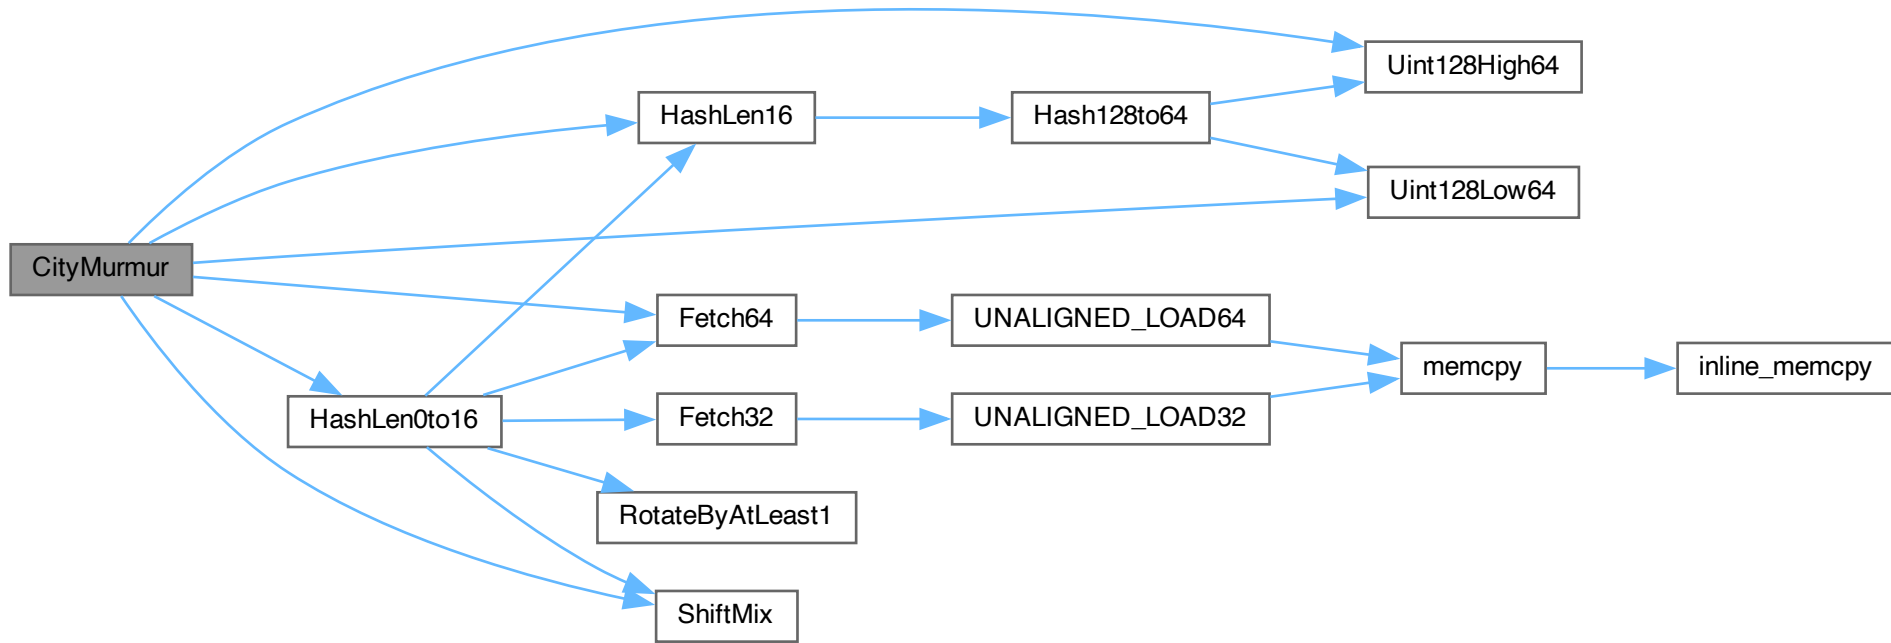 CityMurmur
HashLen0to16
HashLen16
Fetch64
Fetch32
RotateByAtLeast1
ShiftMix
Hash128to64
UNALIGNED_LOAD64
UNALIGNED_LOAD32
Uint128High64
Uint128Low64
memcpy
inline_memcpy